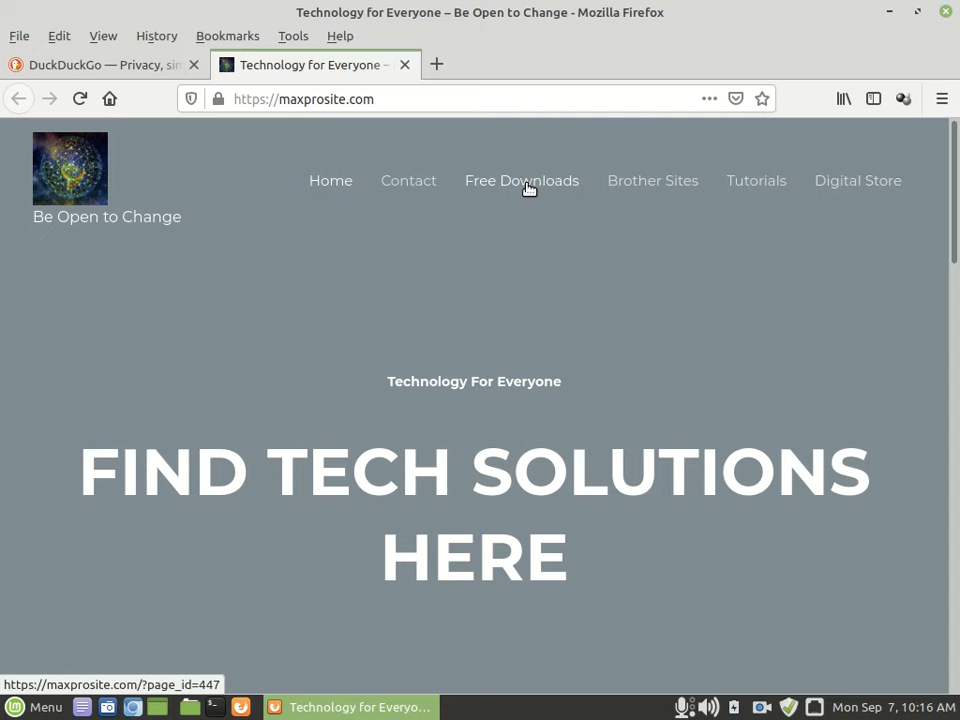 Technology for Everyone – Be Open to Change - Mozilla Firefox
File Edit View History Bookmarks Tools Help
DuckDuckGo — Privacy, sim
Technology for Everyone –
https://maxprosite.com
Home Contact Free Downloads Brother Sites Tutorials Digital Store
Be Open to Change
Technology For Everyone
FIND TECH SOLUTIONS
HERE
https://maxprosite.com/?page_id=447
Menu Technology for Everyo... Mon Sep 7, 10:16 AM